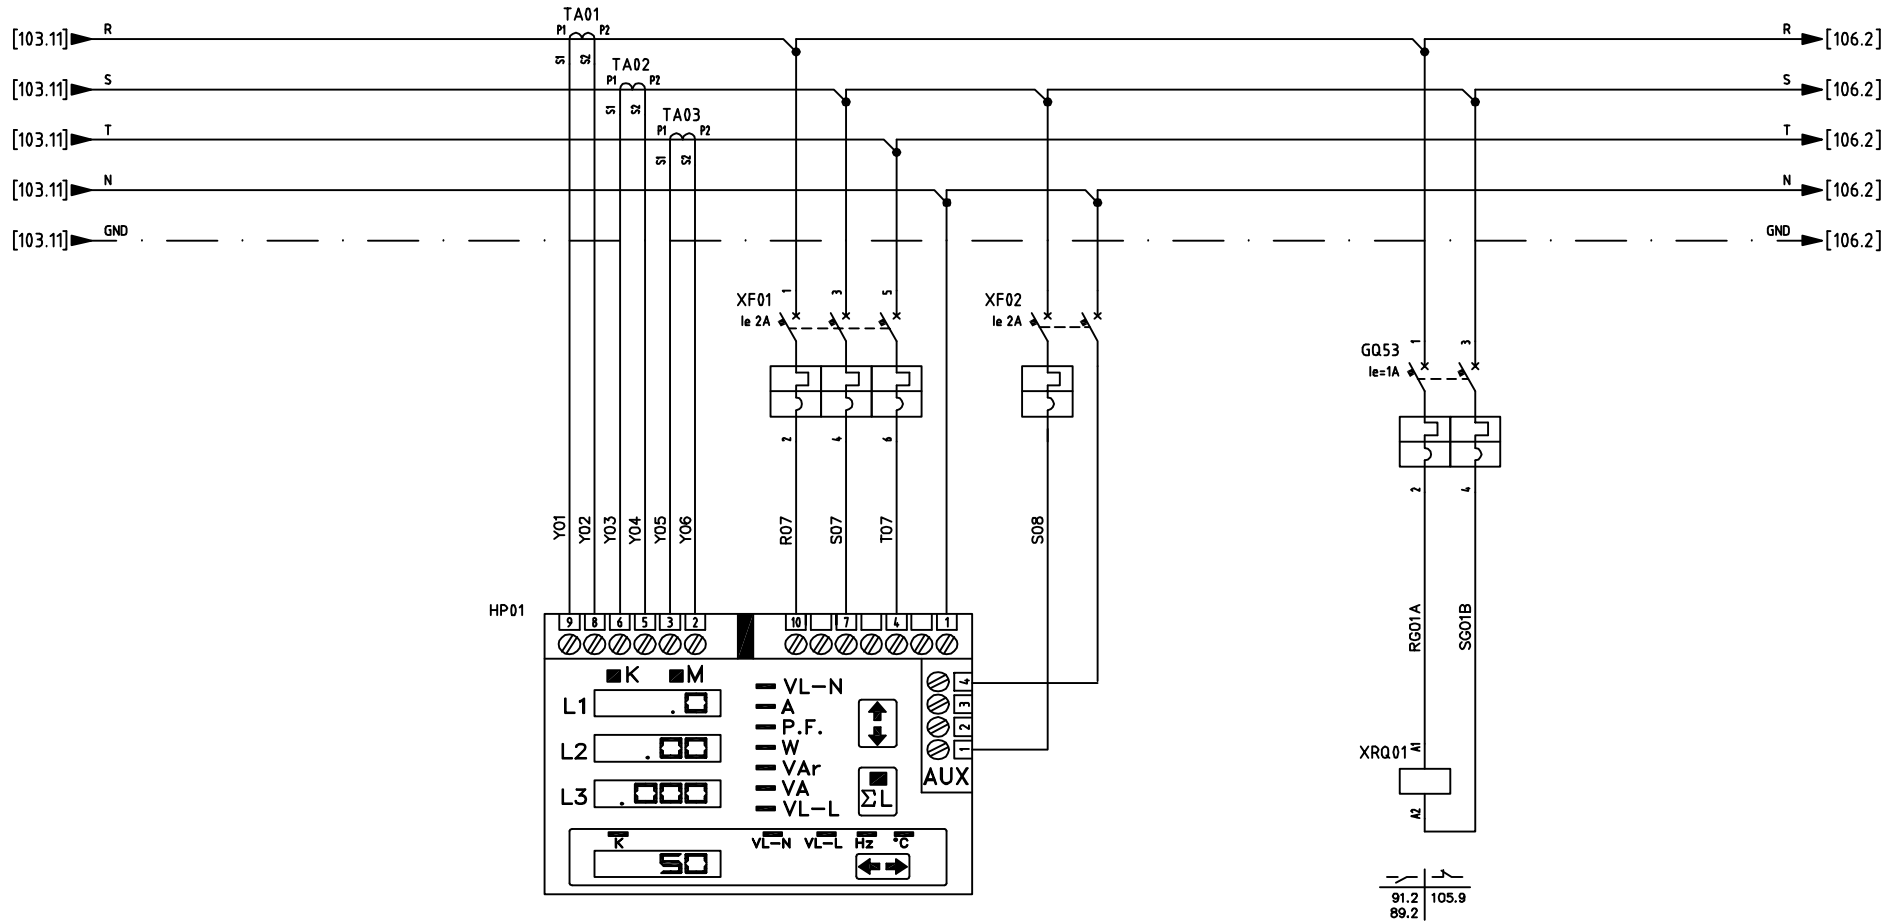 TA01
P1 P2
[103.11] R R [106.2]
S1 S2
TA02
P1 P2
[103.11] S S [106.2]
S1 S2
TA03
P1 P2
[103.11] T T [106.2]
S1 S2
[103.11] N N [106.2]
[103.11] GND GND [106.2]
XF01 1 3 5
Ie 2A
XF02
Ie 2A
GQ53 1 3
Ie=1A
2 4 6
2 4
Y01 Y02 Y03 Y04 Y05 Y06 R07 S07 T07 S08
RG01A SG01B
HP01
9 8 6 5 3 2 10 7 4 1
K M
L1
L2
L3
VL-N
A
P.F.
W
VAr
VA
VL-L
ΣL
4
3
2
1
AUX
K VL-N VL-L Hz °C
50
XRQ01 A1
A2
91.2 105.9
89.2